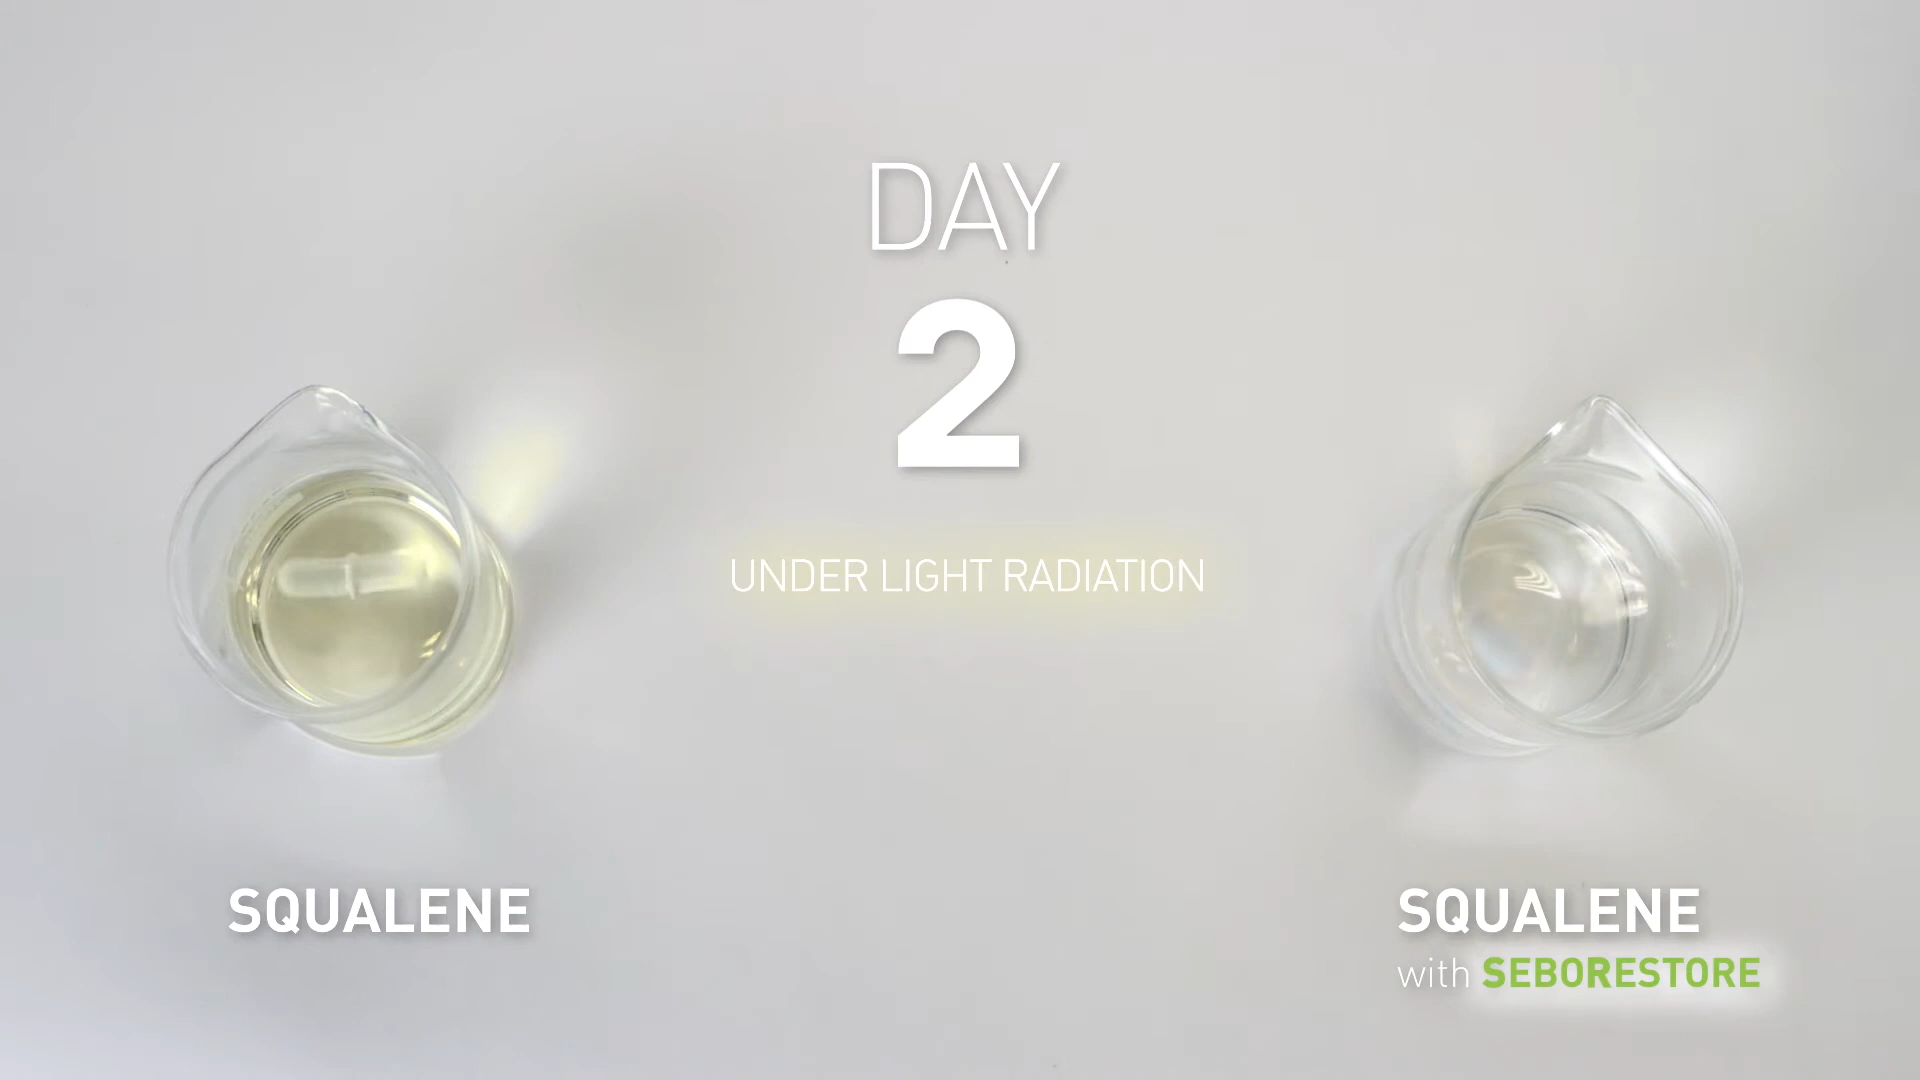 DAY
2
UNDER LIGHT RADIATION
SQUALENE
SQUALENE
with SEBORESTORE